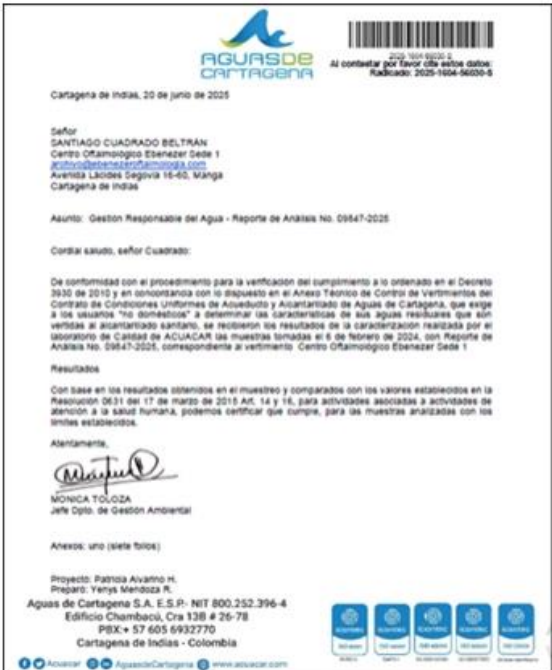 AGUASDE
CARTAGENA
2025-1604-56030-S
Al contestar por favor cite estos datos:
Radicado: 2025-1604-56030-S
Cartagena de Indias, 20 de junio de 2025
Señor
SANTIAGO CUADRADO BELTRÁN
Centro Oftalmológico Ebenezer Sede 1
archivo@ebenezeroftalmologia.com
Avenida Lácides Segovia 16-60, Manga
Cartagena de Indias
Asunto: Gestión Responsable del Agua - Reporte de Análisis No. 09847-2025
Cordial saludo, señor Cuadrado:
De conformidad con el procedimiento para la verificación del cumplimiento a lo ordenado en el Decreto
3930 de 2010 y en concordancia con lo dispuesto en el Anexo Técnico de Control de Vertimientos del
Contrato de Condiciones Uniformes de Acueducto y Alcantarillado de Aguas de Cartagena, que exige
a los usuarios "no domésticos" a determinar las características de sus aguas residuales que son
vertidas al alcantarillado sanitario, se recibieron los resultados de la caracterización realizada por el
laboratorio de Calidad de ACUACAR las muestras tomadas el 6 de febrero de 2024, con Reporte de
Análisis No. 09847-2025, correspondiente al vertimiento Centro Oftalmológico Ebenezer Sede 1
Resultados
Con base en los resultados obtenidos en el muestreo y comparados con los valores establecidos en la
Resolución 0631 del 17 de marzo de 2015 Art. 14 y 16, para actividades asociadas a actividades de
atención a la salud humana, podemos certificar que cumple, para las muestras analizadas con los
límites establecidos.
Atentamente,
MONICA TOLOZA
Jefe Dpto. de Gestión Ambiental
Anexos: uno (siete folios)
Proyectó: Patricia Alvarino H.
Preparó: Yenys Mendoza R.
Aguas de Cartagena S.A. E.S.P.- NIT 800.252.396-4
Edificio Chambacú, Cra 13B # 26-78
PBX:+ 57 605 6932770
Cartagena de Indias - Colombia
Acuacar AguasdeCartagena www.acuacar.com